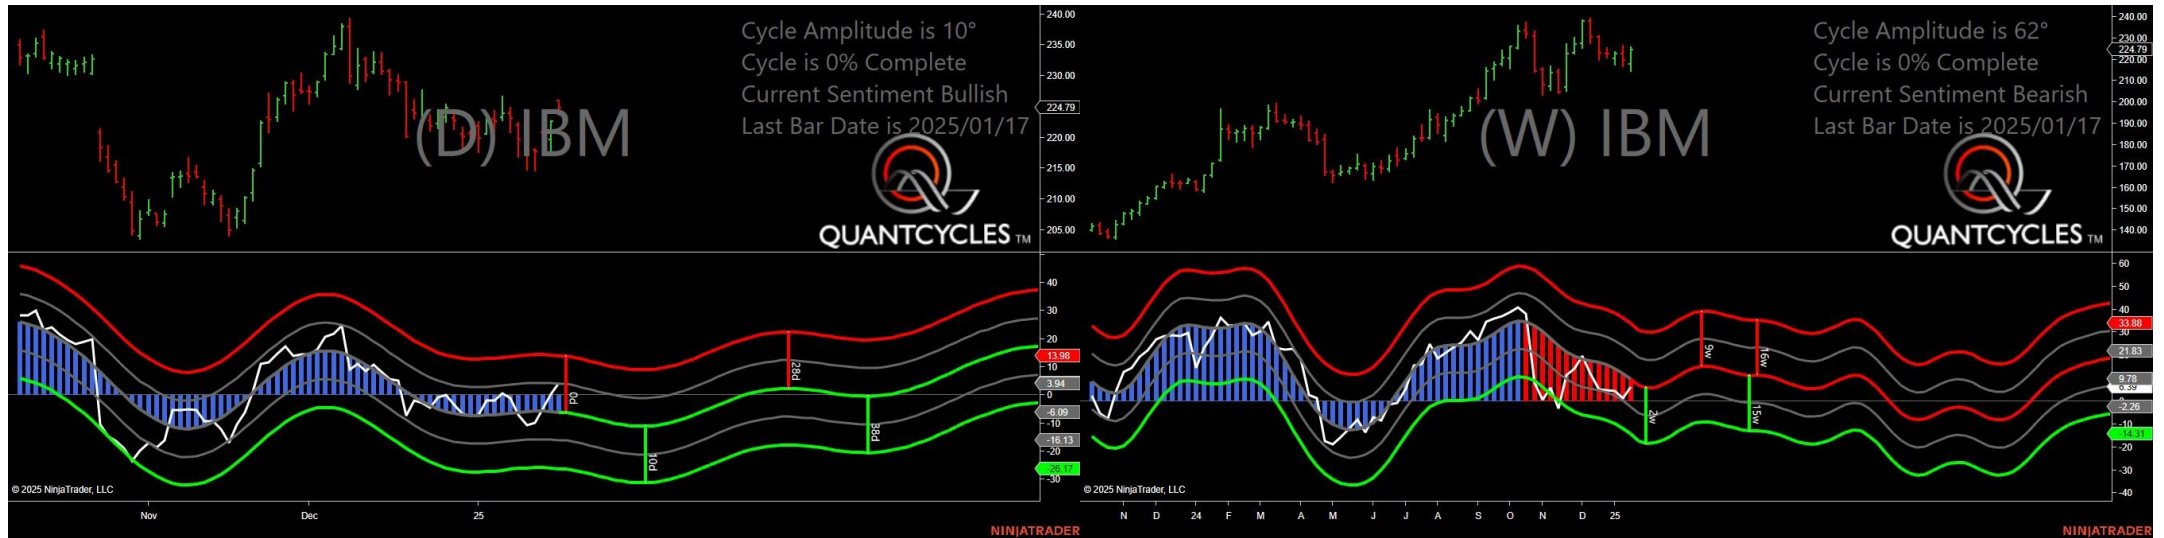 Cycle Amplitude is 10°
Cycle is 0% Complete
Current Sentiment Bullish
Last Bar Date is 2025/01/17
(D) IBM
QUANTCYCLES TM
240.00
235.00
230.00
224.79
220.00
215.00
210.00
205.00
40
30
20
13.98
10
3.94
0
-6.09
-10
-16.13
-20
-26.17
-30
0d
10d
28d
38d
© 2025 NinjaTrader, LLC
Nov
Dec
25
NINJATRADER
Cycle Amplitude is 62°
Cycle is 0% Complete
Current Sentiment Bearish
Last Bar Date is 2025/01/17
(W) IBM
QUANTCYCLES TM
240.00
230.00
224.79
220.00
210.00
200.00
190.00
180.00
170.00
160.00
150.00
140.00
60
50
40
33.88
30
21.83
9.78
6.39
-2.26
-10
-14.31
-20
-30
-40
2w
9w
15w
16w
© 2025 NinjaTrader, LLC
N
D
24
F
M
A
M
J
J
A
S
O
N
D
25
NINJATRADER